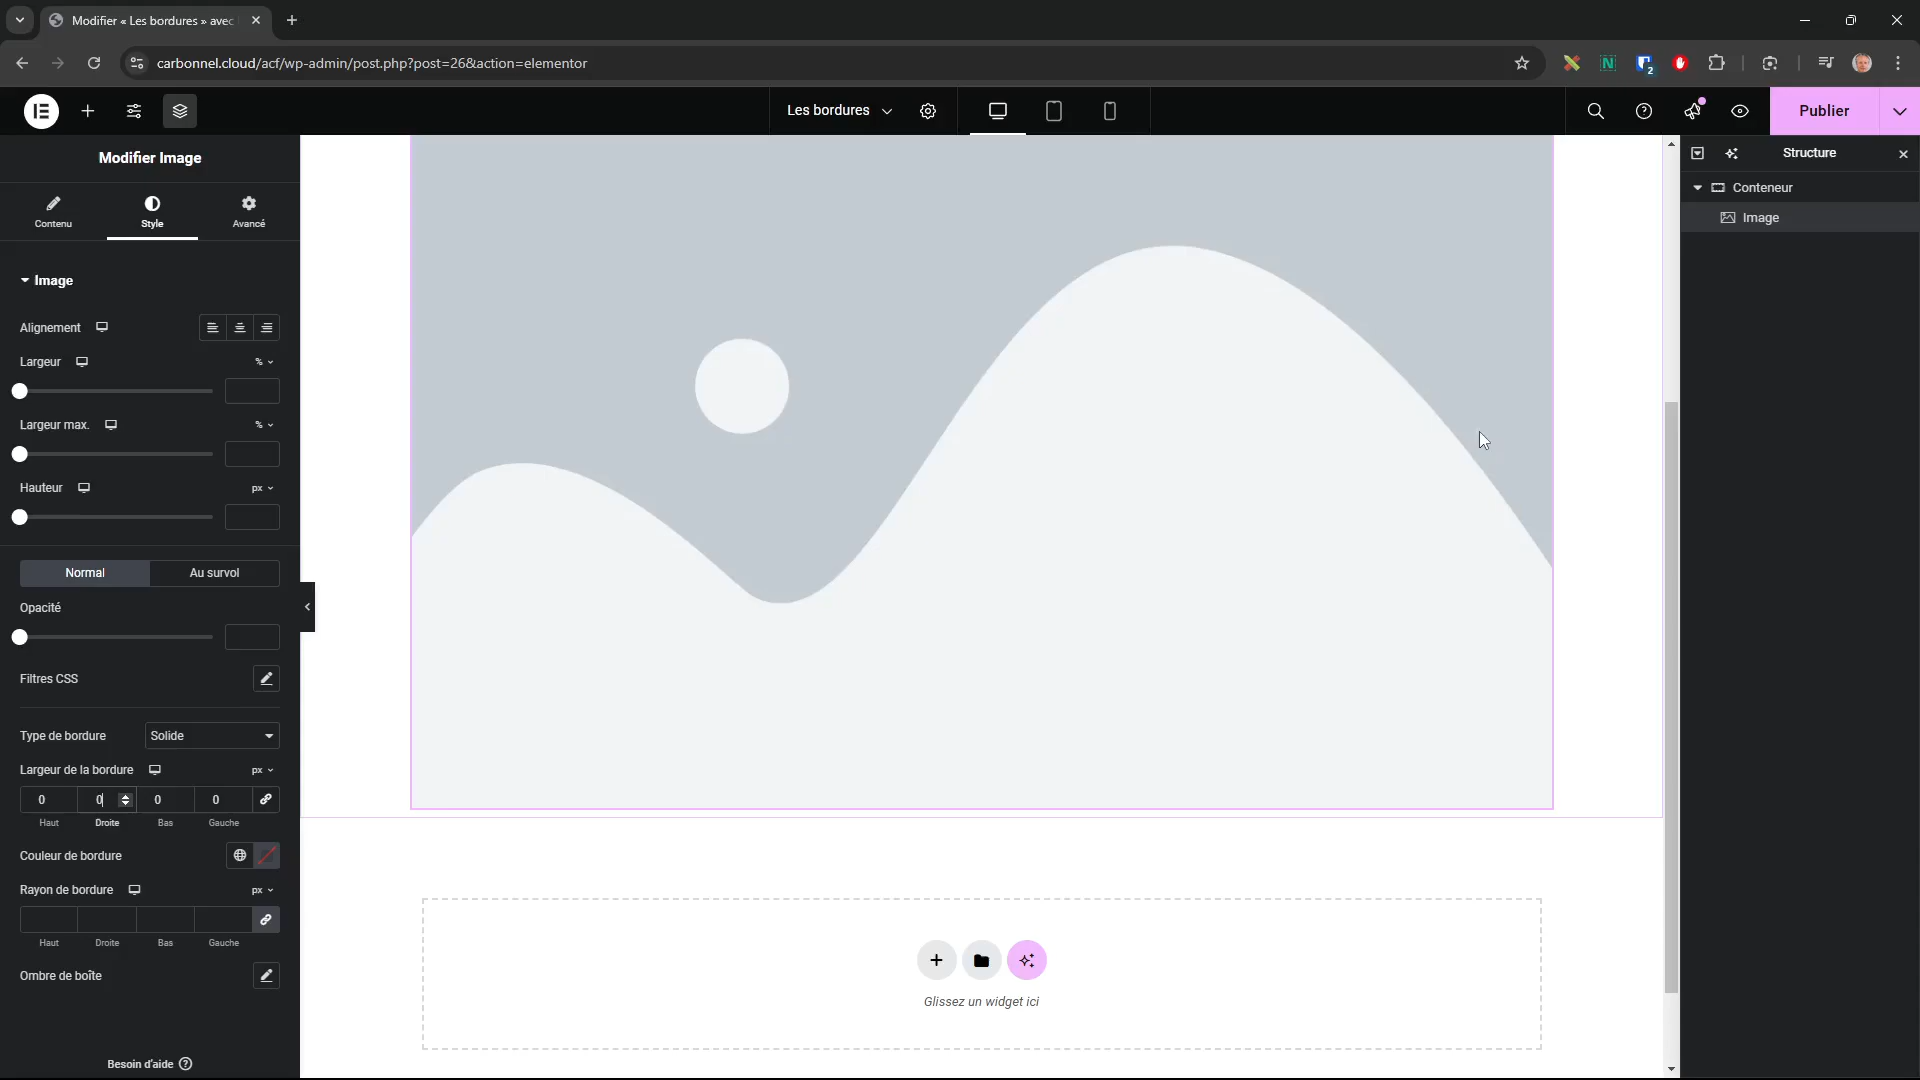 Modifier « Les bordures » avec
carbonnel.cloud/acf/wp-admin/post.php?post=26&action=elementor
2
Les bordures
Publier
Modifier Image
Contenu
Style
Avancé
Image
Alignement
Largeur
%
Largeur max.
%
Hauteur
px
Normal
Au survol
Opacité
Filtres CSS
Type de bordure
Solide
Largeur de la bordure
px
0
0
0
0
Haut
Droite
Bas
Gauche
Couleur de bordure
Rayon de bordure
px
Haut
Droite
Bas
Gauche
Ombre de boîte
Besoin d'aide
Glissez un widget ici
Structure
Conteneur
Image